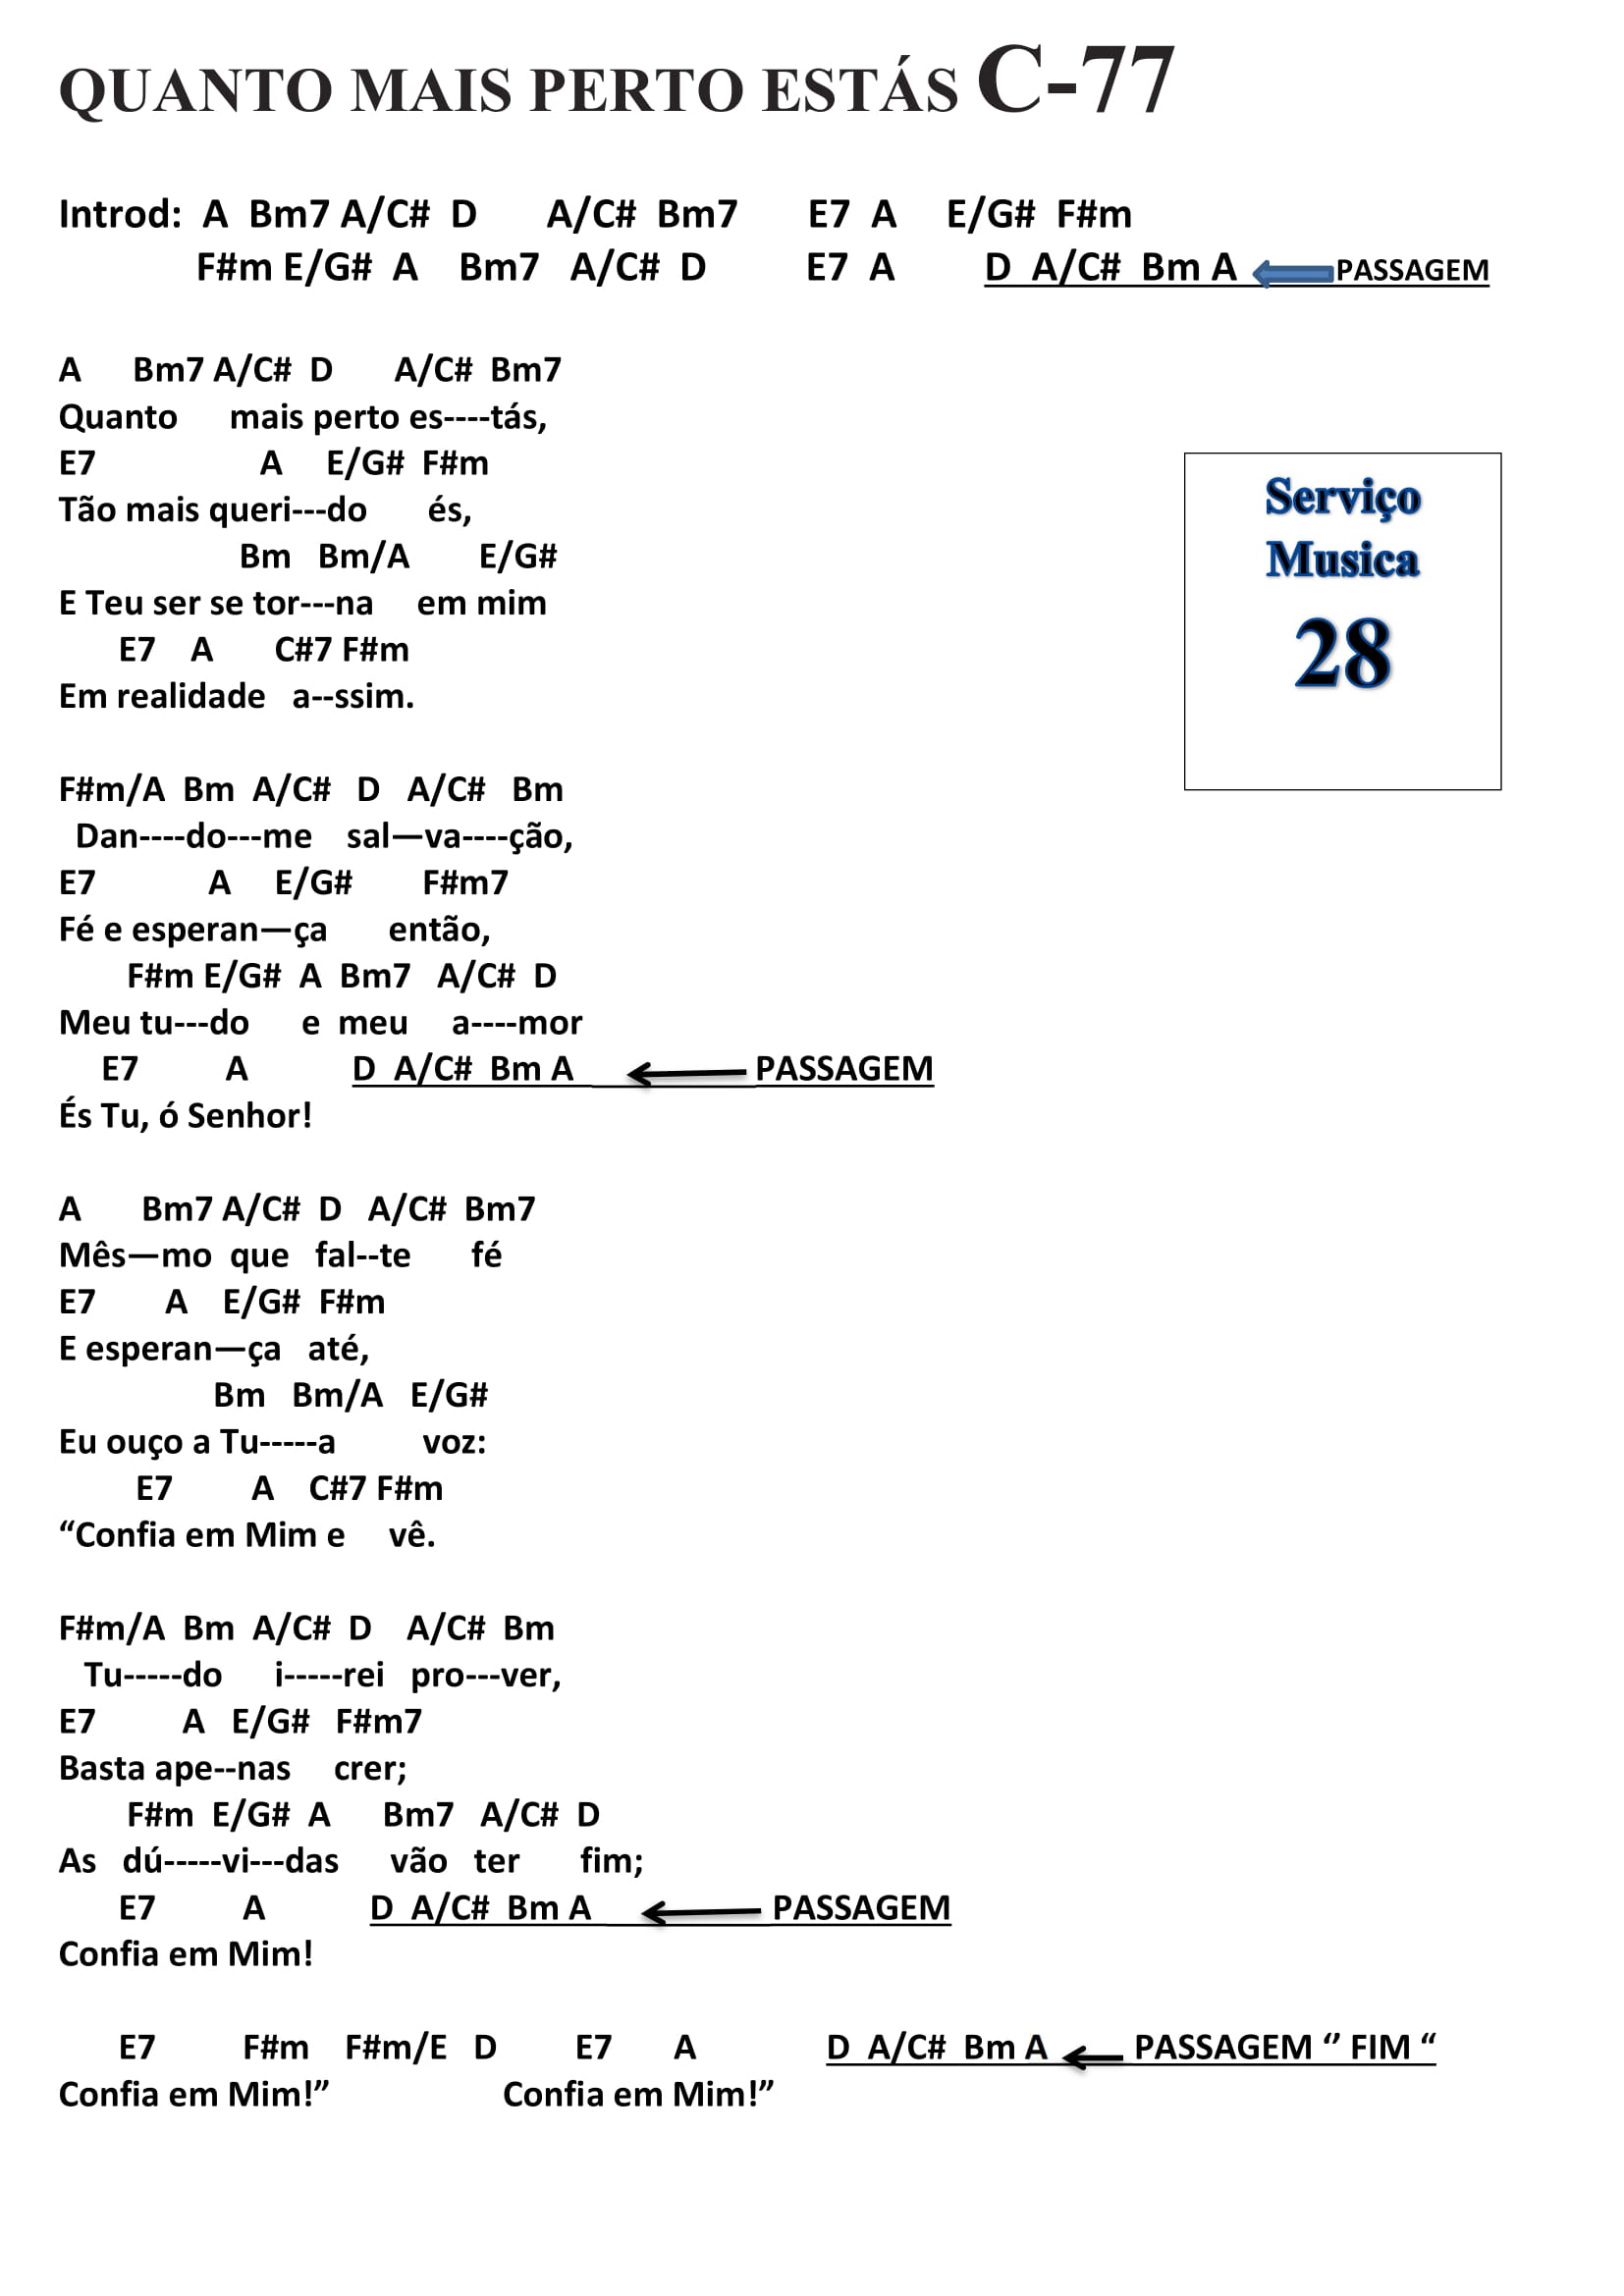 QUANTO MAIS PERTO ESTÁS C-77
Introd: A Bm7 A/C# D A/C# Bm7 E7 A E/G# F#m
F#m E/G# A Bm7 A/C# D E7 A D A/C# Bm A PASSAGEM
A Bm7 A/C# D A/C# Bm7
Quanto mais perto es----tás,
E7 A E/G# F#m
Tão mais queri---do és,
Bm Bm/A E/G#
E Teu ser se tor---na em mim
E7 A C#7 F#m
Em realidade a--ssim.
Serviço
Musica
28
F#m/A Bm A/C# D A/C# Bm
Dan----do---me sal—va----ção,
E7 A E/G# F#m7
Fé e esperan—ça então,
F#m E/G# A Bm7 A/C# D
Meu tu---do e meu a----mor
E7 A D A/C# Bm A PASSAGEM
És Tu, ó Senhor!
A Bm7 A/C# D A/C# Bm7
Mês—mo que fal--te fé
E7 A E/G# F#m
E esperan—ça até,
Bm Bm/A E/G#
Eu ouço a Tu-----a voz:
E7 A C#7 F#m
“Confia em Mim e vê.
F#m/A Bm A/C# D A/C# Bm
Tu-----do i-----rei pro---ver,
E7 A E/G# F#m7
Basta ape--nas crer;
F#m E/G# A Bm7 A/C# D
As dú-----vi---das vão ter fim;
E7 A D A/C# Bm A PASSAGEM
Confia em Mim!
E7 F#m F#m/E D E7 A D A/C# Bm A PASSAGEM ‘’ FIM “
Confia em Mim!” Confia em Mim!”